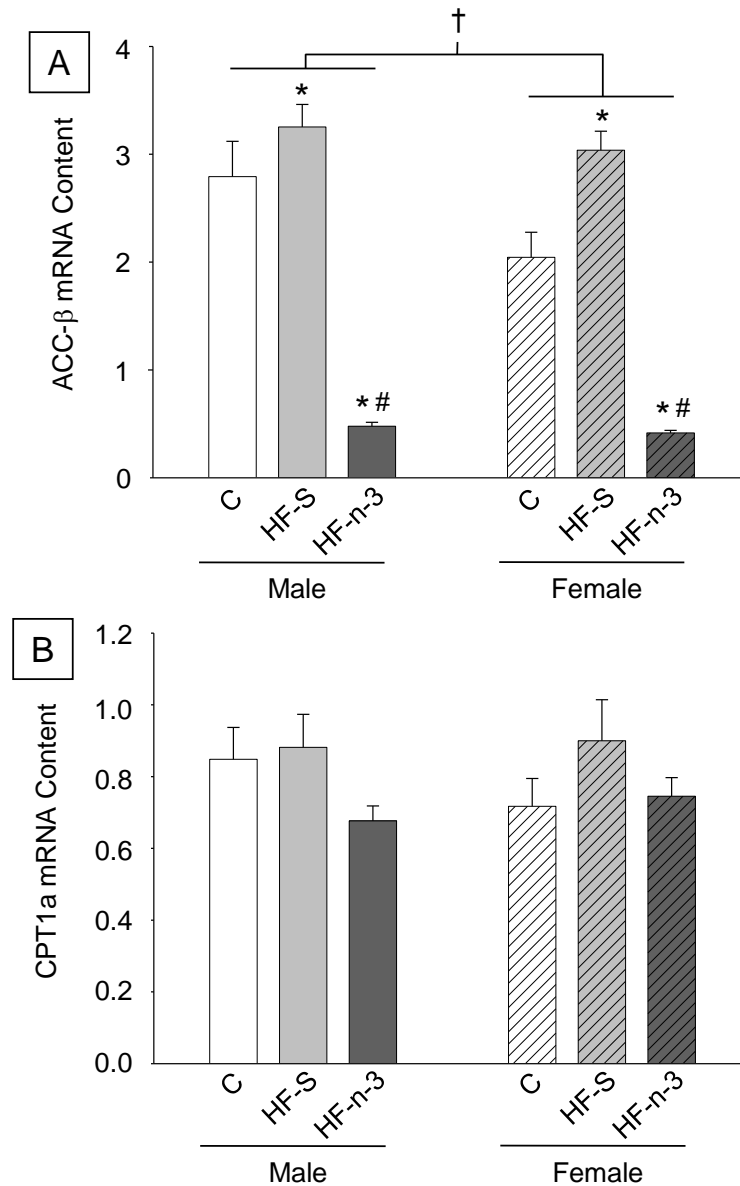 †
A
4
3
2
1
0
ACC-β mRNA Content
* *
* # * #
C HF-S HF-n-3 C HF-S HF-n-3
Male Female
B
1.2
1.0
0.8
0.6
0.4
0.2
0.0
CPT1a mRNA Content
C HF-S HF-n-3 C HF-S HF-n-3
Male Female